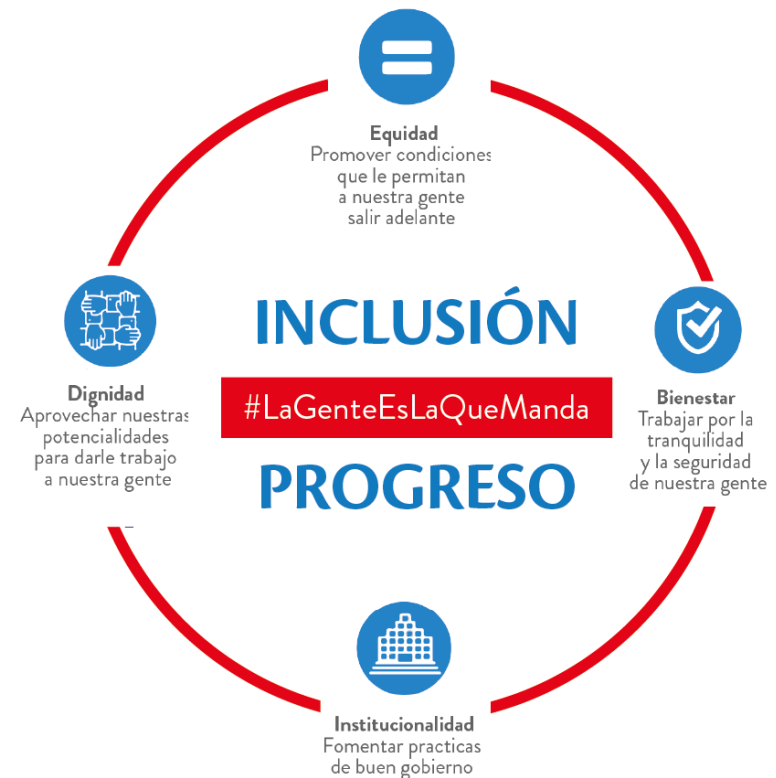 Equidad
Promover condiciones
que le permitan
a nuestra gente
salir adelante
INCLUSIÓN
#LaGenteEsLaQueManda
PROGRESO
Dignidad
Aprovechar nuestras
potencialidades
para darle trabajo
a nuestra gente
Bienestar
Trabajar por la
tranquilidad
y la seguridad
de nuestra gente
Institucionalidad
Fomentar practicas
de buen gobierno